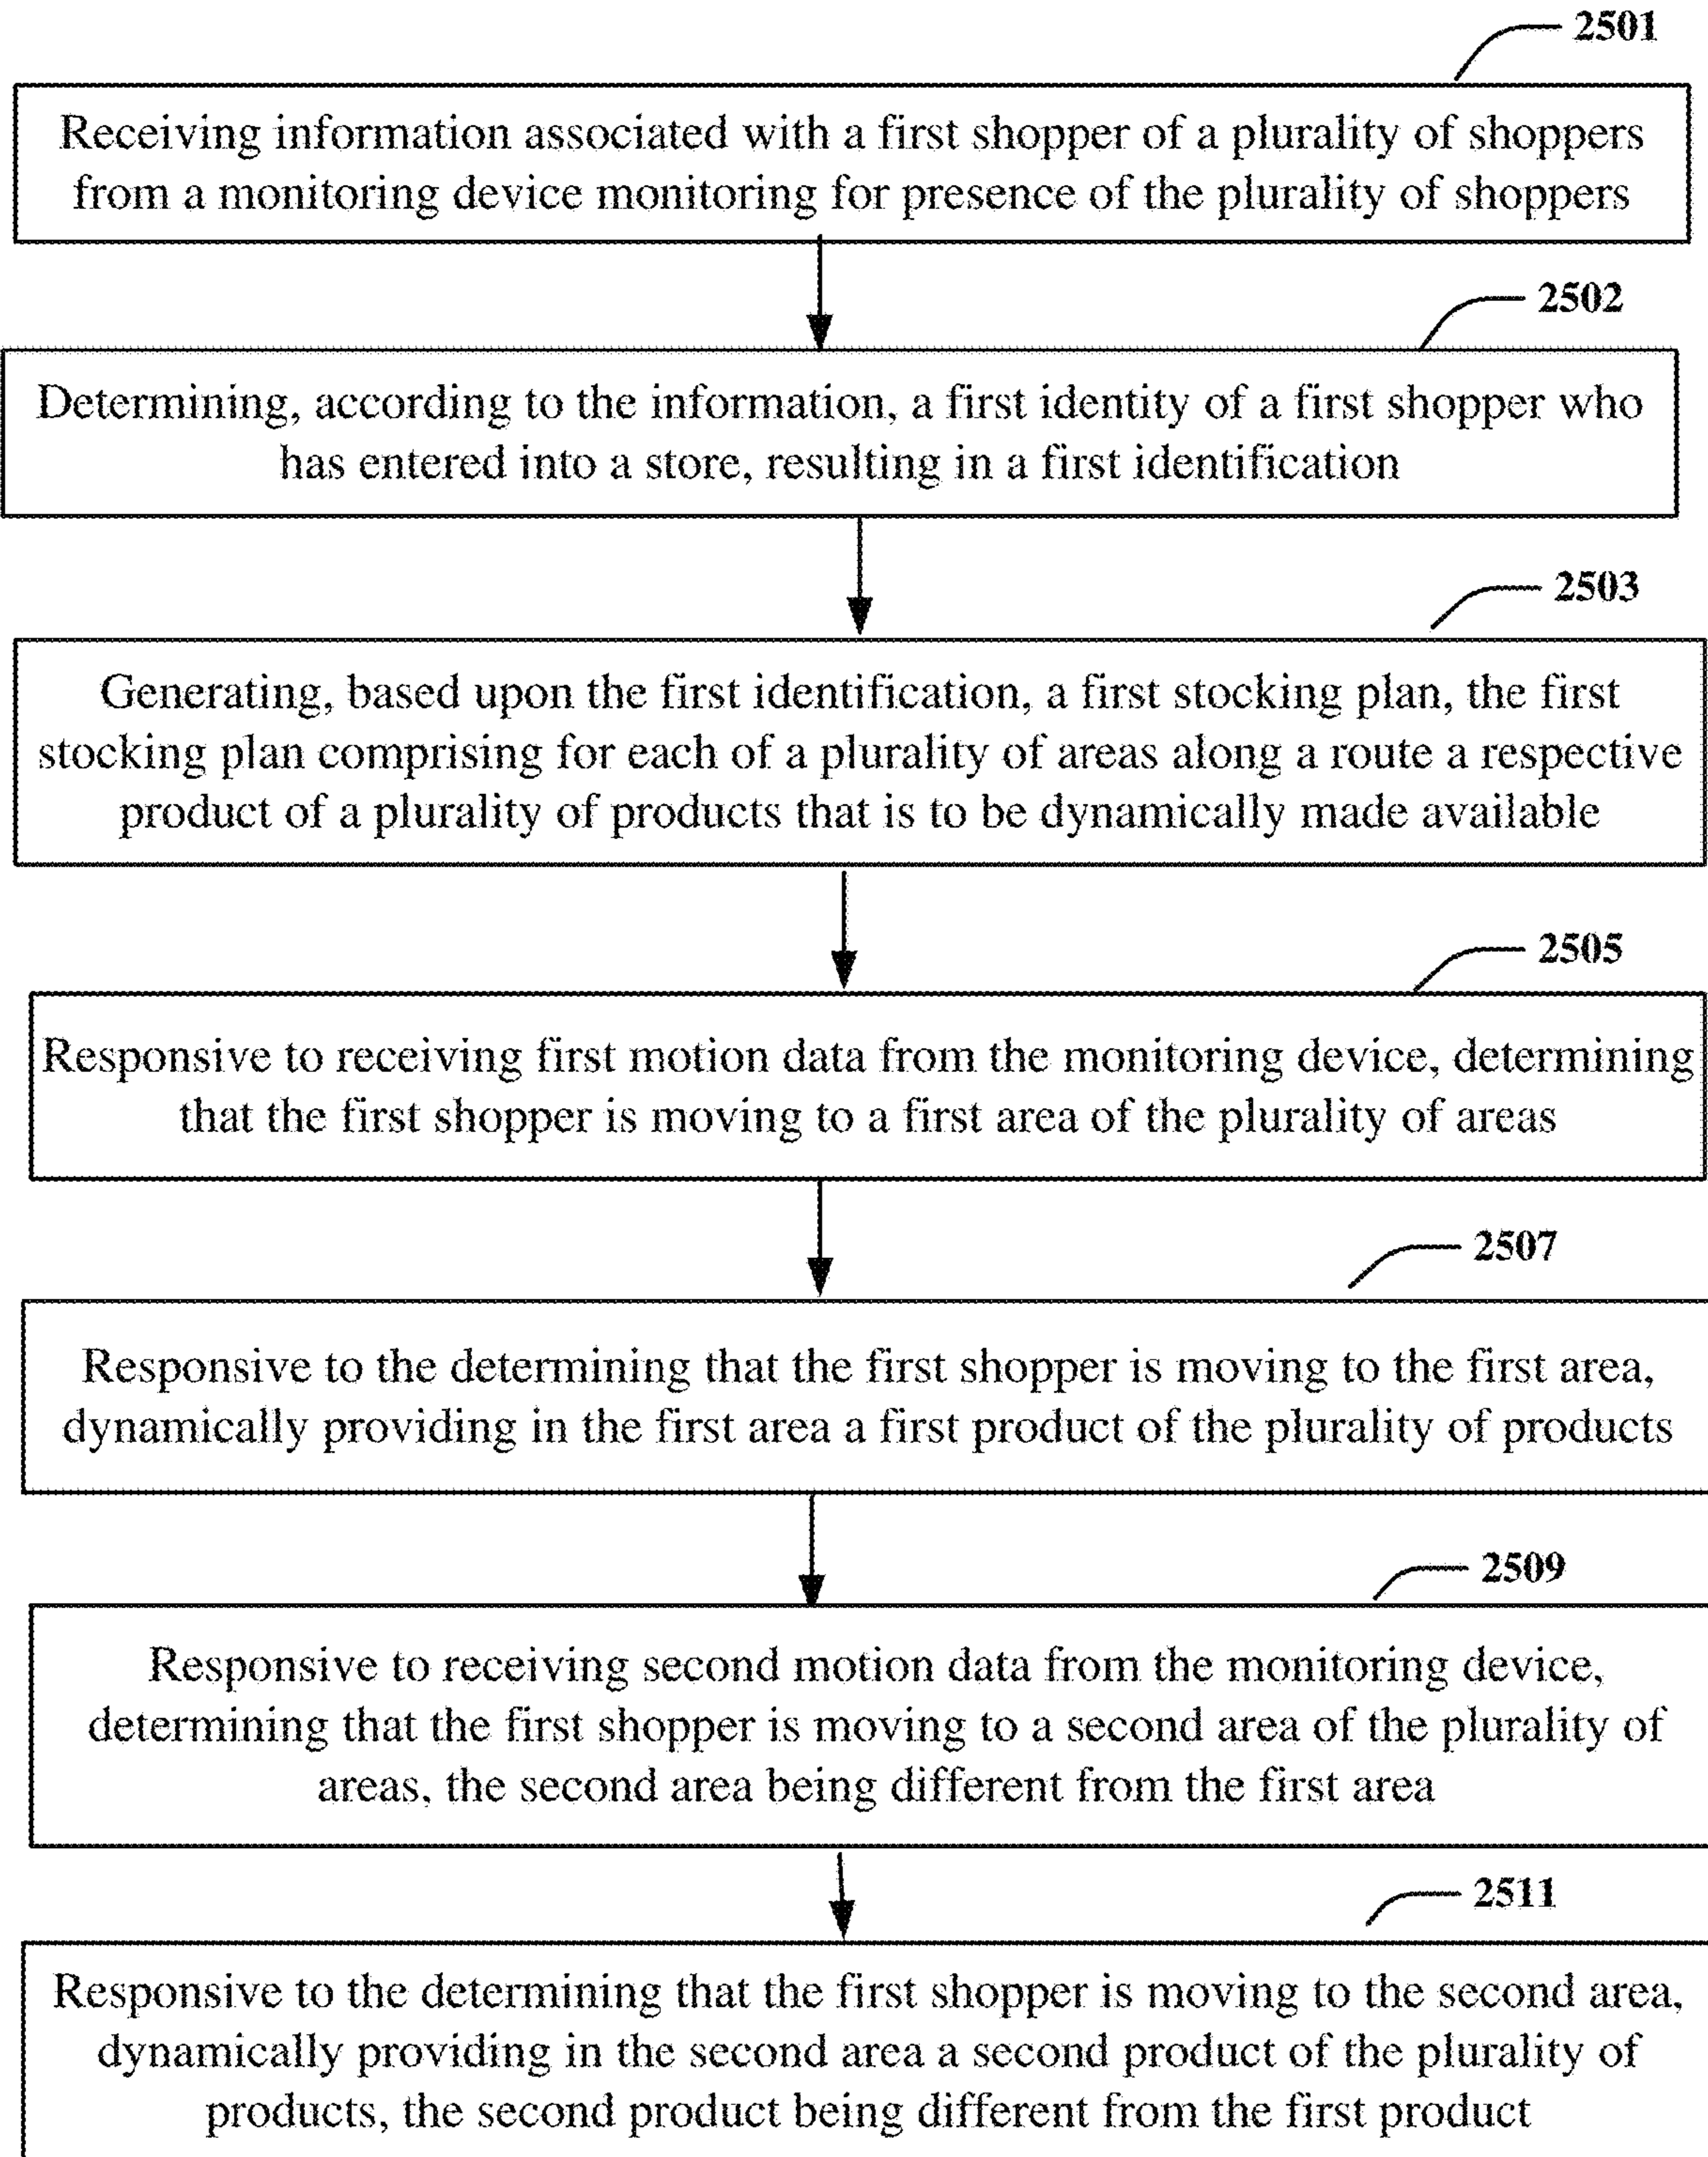 2501
Receiving information associated with a first shopper of a plurality of shoppers
from a monitoring device monitoring for presence of the plurality of shoppers
2502
Determining, according to the information, a first identity of a first shopper who
has entered into a store, resulting in a first identification
2503
Generating, based upon the first identification, a first stocking plan, the first
stocking plan comprising for each of a plurality of areas along a route a respective
product of a plurality of products that is to be dynamically made available
2505
Responsive to receiving first motion data from the monitoring device, determining
that the first shopper is moving to a first area of the plurality of areas
2507
Responsive to the determining that the first shopper is moving to the first area,
dynamically providing in the first area a first product of the plurality of products
2509
Responsive to receiving second motion data from the monitoring device,
determining that the first shopper is moving to a second area of the plurality of
areas, the second area being different from the first area
2511
Responsive to the determining that the first shopper is moving to the second area,
dynamically providing in the second area a second product of the plurality of
products, the second product being different from the first product